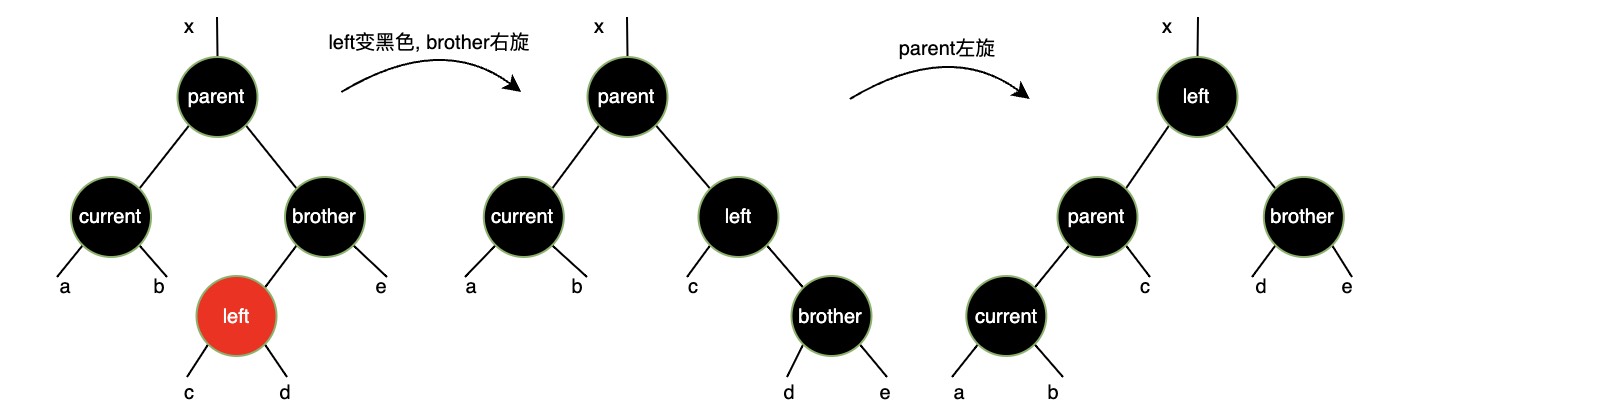 x
left变黑色, brother右旋
x
parent左旋
x
parent
parent
left
current
brother
current
left
parent
brother
a
b
e
a
b
c
c
d
e
left
brother
current
c
d
d
e
a
b